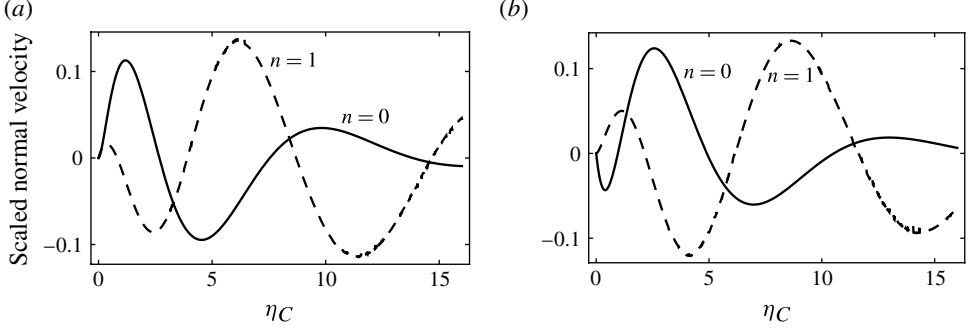 (a)
(b)
Scaled normal velocity
0.1
0
−0.1
n = 1
n = 0
0
5
10
15
η_C
0.1
0
−0.1
n = 0
n = 1
0
5
10
15
η_C